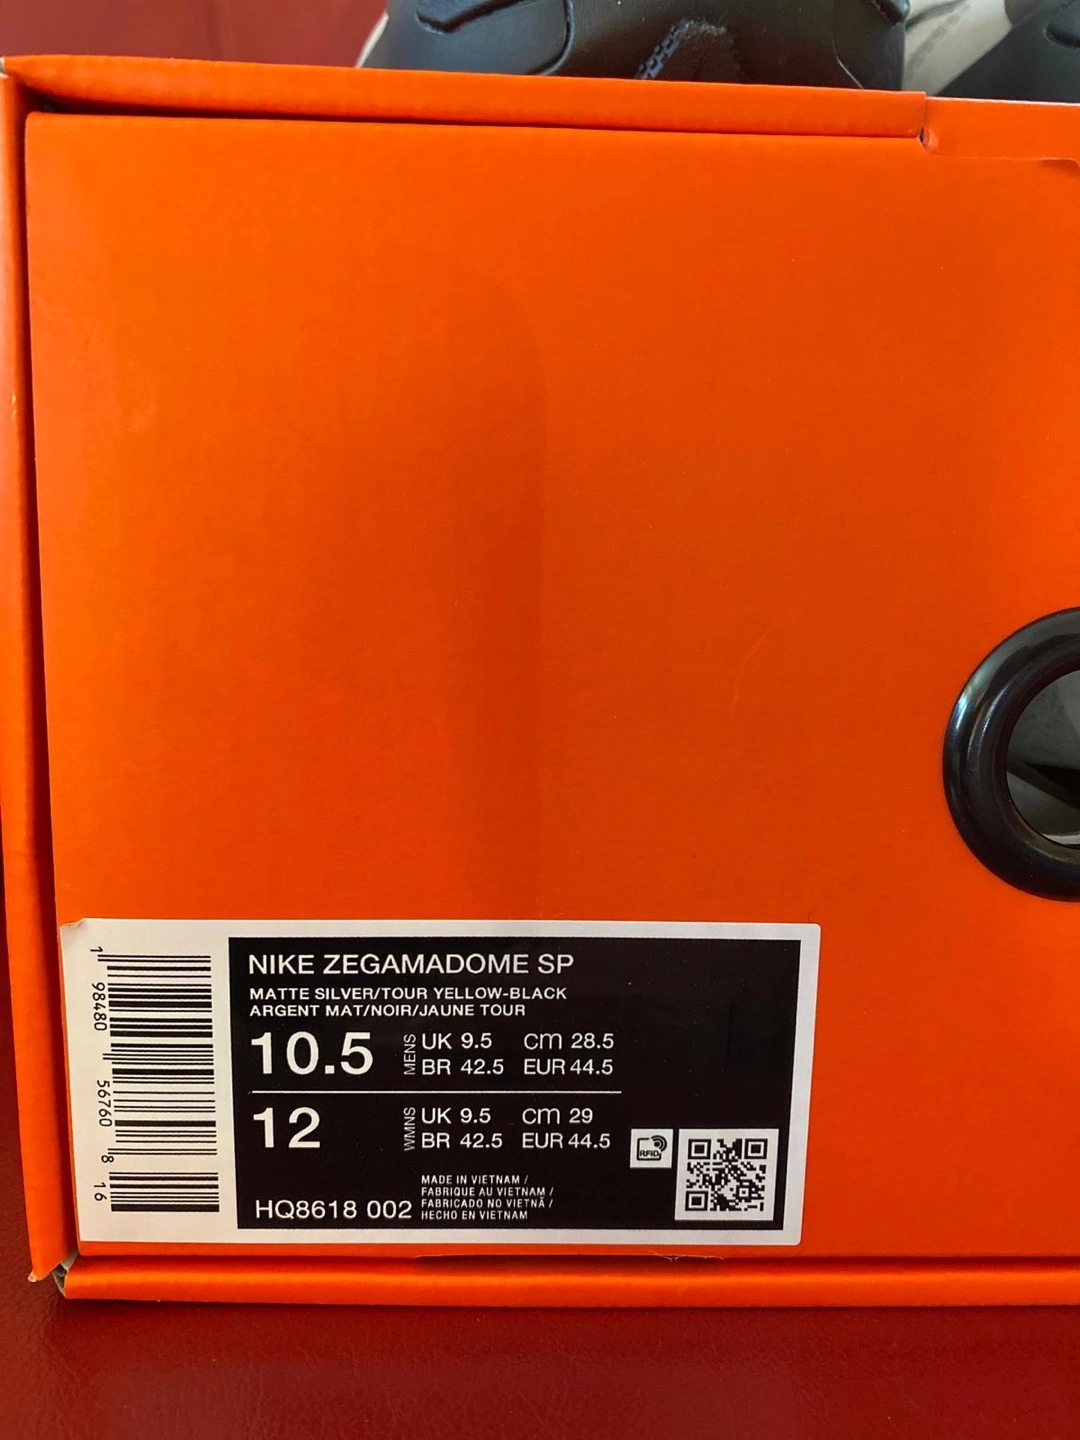 1 98480 56760 8 16
NIKE ZEGAMADOME SP
MATTE SILVER/TOUR YELLOW-BLACK
ARGENT MAT/NOIR/JAUNE TOUR
10.5 MENS UK 9.5 cm 28.5
BR 42.5 EUR 44.5
12 WMNS UK 9.5 cm 29
BR 42.5 EUR 44.5
RFID
HQ8618 002
MADE IN VIETNAM /
FABRIQUE AU VIETNAM /
FABRICADO NO VIETNÃ /
HECHO EN VIETNAM